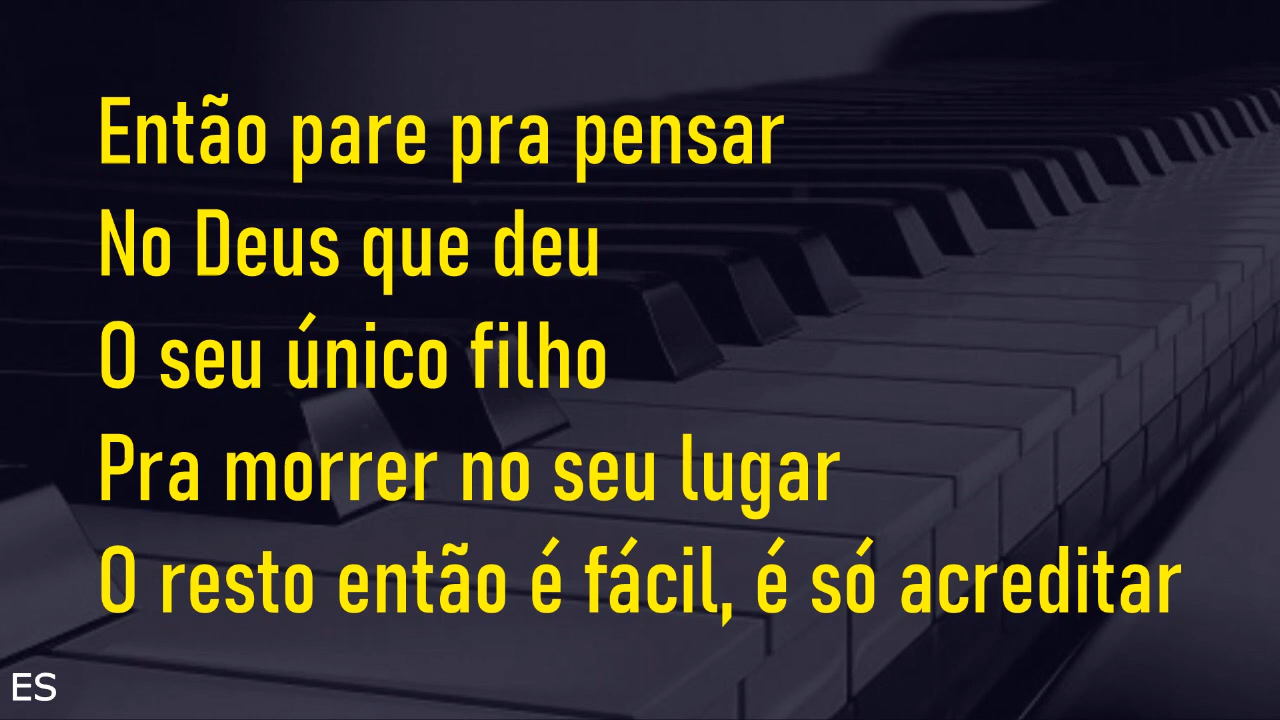 Então pare pra pensar
No Deus que deu
O seu único filho
Pra morrer no seu lugar
O resto então é fácil, é só acreditar
ES